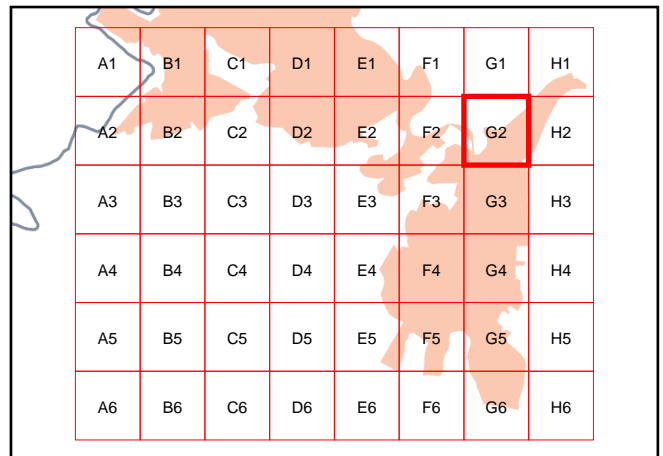 A1 B1 C1 D1 E1 F1 G1 H1
A2 B2 C2 D2 E2 F2 G2 H2
A3 B3 C3 D3 E3 F3 G3 H3
A4 B4 C4 D4 E4 F4 G4 H4
A5 B5 C5 D5 E5 F5 G5 H5
A6 B6 C6 D6 E6 F6 G6 H6